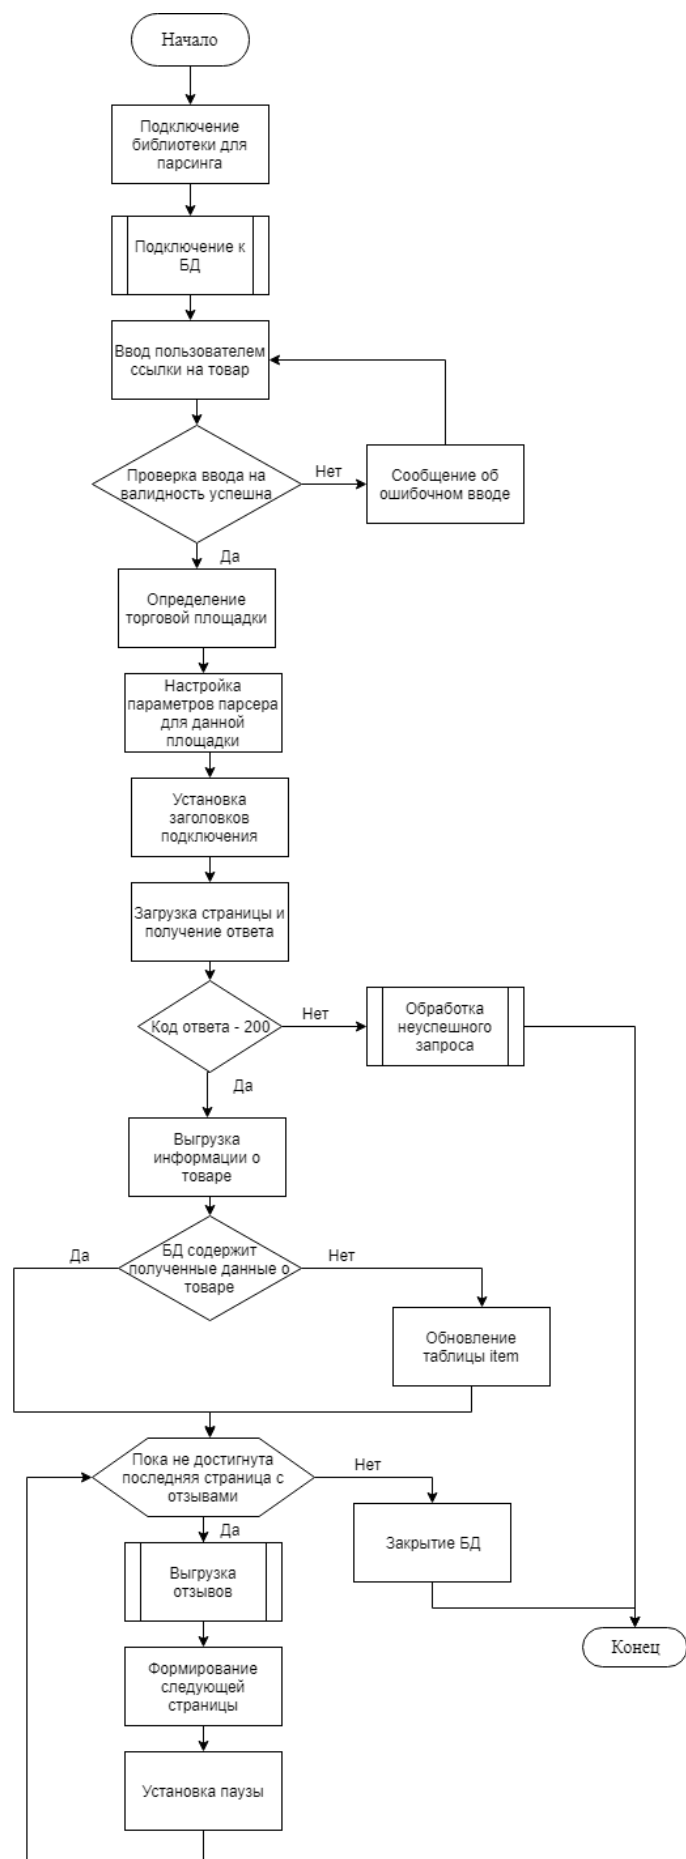 Начало
Подключение
библиотеки для
парсинга
Подключение к
БД
Ввод пользователем
ссылки на товар
Проверка ввода на
валидность успешна
Нет
Сообщение об
ошибочном вводе
Да
Определение
торговой площадки
Настройка
параметров парсера
для данной
площадки
Установка
заголовков
подключения
Загрузка страницы и
получение ответа
Код ответа - 200
Нет
Обработка
неуспешного
запроса
Да
Выгрузка
информации о
товаре
Да
БД содержит
полученные данные о
товаре
Нет
Обновление
таблицы item
Пока не достигнута
последняя страница с
отзывами
Нет
Да
Закрытие БД
Выгрузка
отзывов
Конец
Формирование
следующей
страницы
Установка паузы